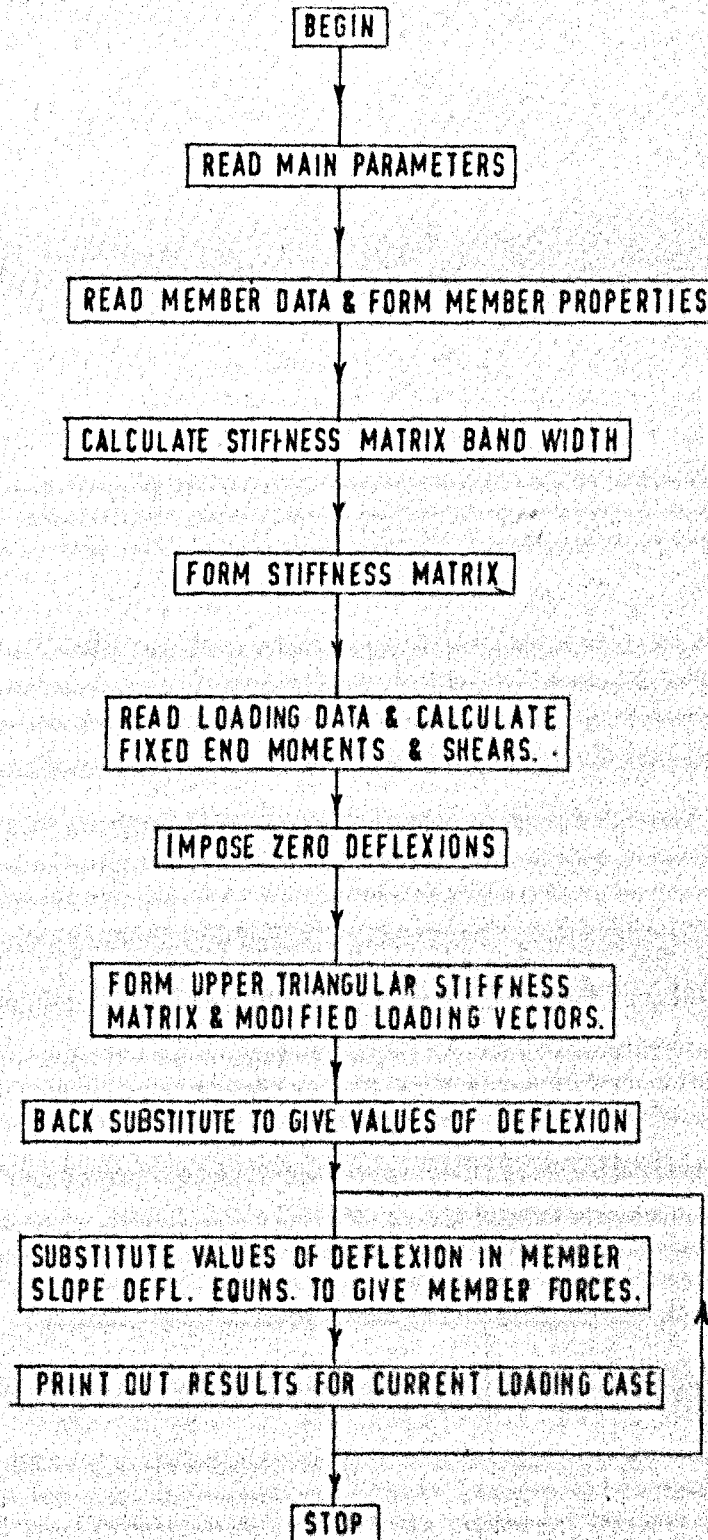 BEGIN
READ MAIN PARAMETERS
READ MEMBER DATA & FORM MEMBER PROPERTIES
CALCULATE STIFFNESS MATRIX BAND WIDTH
FORM STIFFNESS MATRIX
READ LOADING DATA & CALCULATE
FIXED END MOMENTS & SHEARS.
IMPOSE ZERO DEFLEXIONS
FORM UPPER TRIANGULAR STIFFNESS
MATRIX & MODIFIED LOADING VECTORS.
BACK SUBSTITUTE TO GIVE VALUES OF DEFLEXION
SUBSTITUTE VALUES OF DEFLEXION IN MEMBER
SLOPE DEFL. EQUNS. TO GIVE MEMBER FORCES.
PRINT OUT RESULTS FOR CURRENT LOADING CASE
STOP